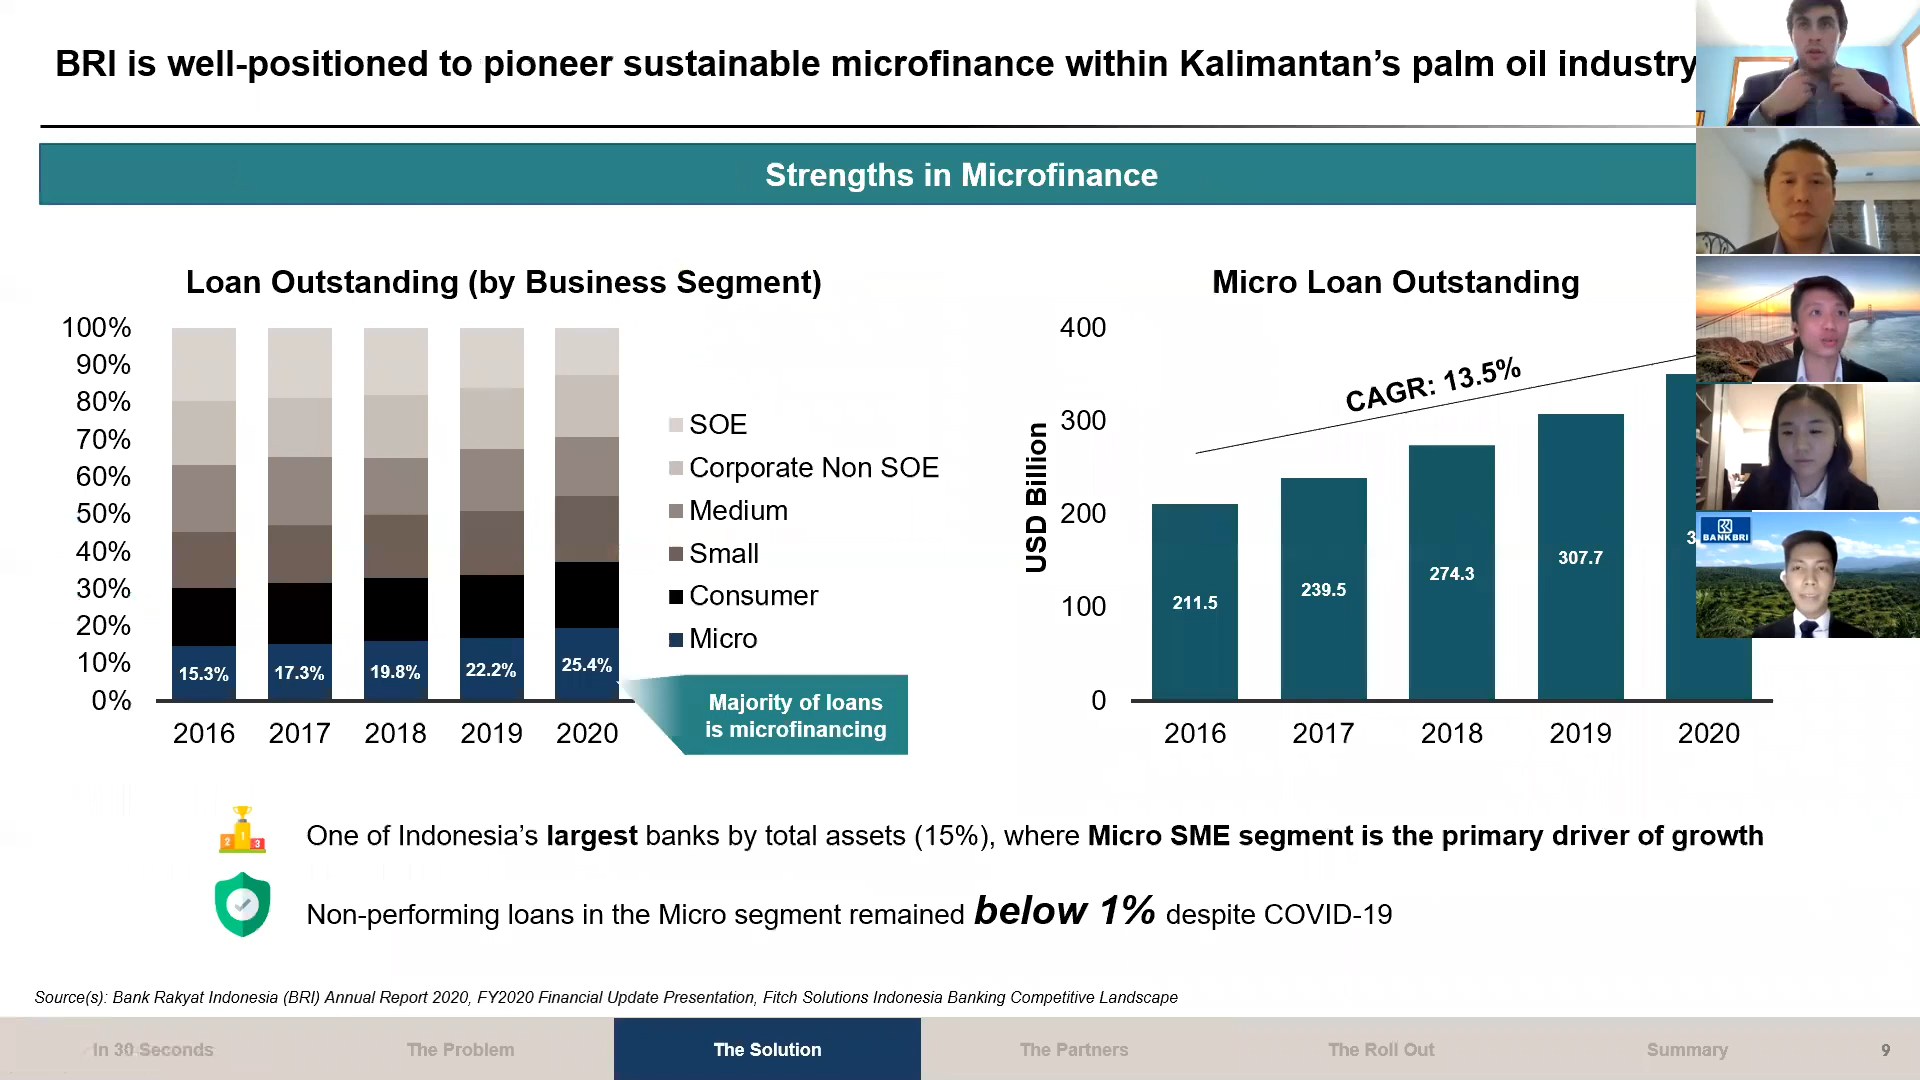 BRI is well-positioned to pioneer sustainable microfinance within Kalimantan’s palm oil industry
Strengths in Microfinance
Loan Outstanding (by Business Segment)
100%
90%
80%
70%
60%
50%
40%
30%
20%
10%
0%
15.3%
17.3%
19.8%
22.2%
25.4%
2016
2017
2018
2019
2020
SOE
Corporate Non SOE
Medium
Small
Consumer
Micro
Majority of loans
is microfinancing
Micro Loan Outstanding
USD Billion
400
300
200
100
0
CAGR: 13.5%
211.5
239.5
274.3
307.7
2016
2017
2018
2019
2020
BANK BRI
One of Indonesia’s largest banks by total assets (15%), where Micro SME segment is the primary driver of growth
Non-performing loans in the Micro segment remained below 1% despite COVID-19
Source(s): Bank Rakyat Indonesia (BRI) Annual Report 2020, FY2020 Financial Update Presentation, Fitch Solutions Indonesia Banking Competitive Landscape
In 30 Seconds
The Problem
The Solution
The Partners
The Roll Out
Summary
9